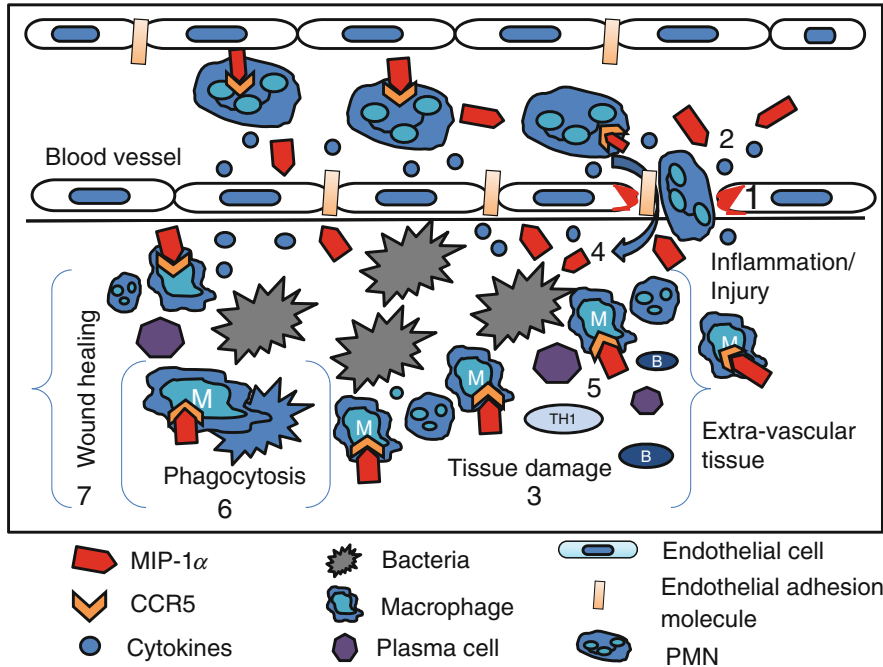 Blood vessel
2
1
4
Inflammation/
Injury
M
M
B
5
M
M
TH1
M
B
Wound healing
7
Phagocytosis
6
Tissue damage
3
Extra-vascular
tissue
MIP-1α
CCR5
Cytokines
Bacteria
Macrophage
Plasma cell
Endothelial cell
Endothelial adhesion
molecule
PMN